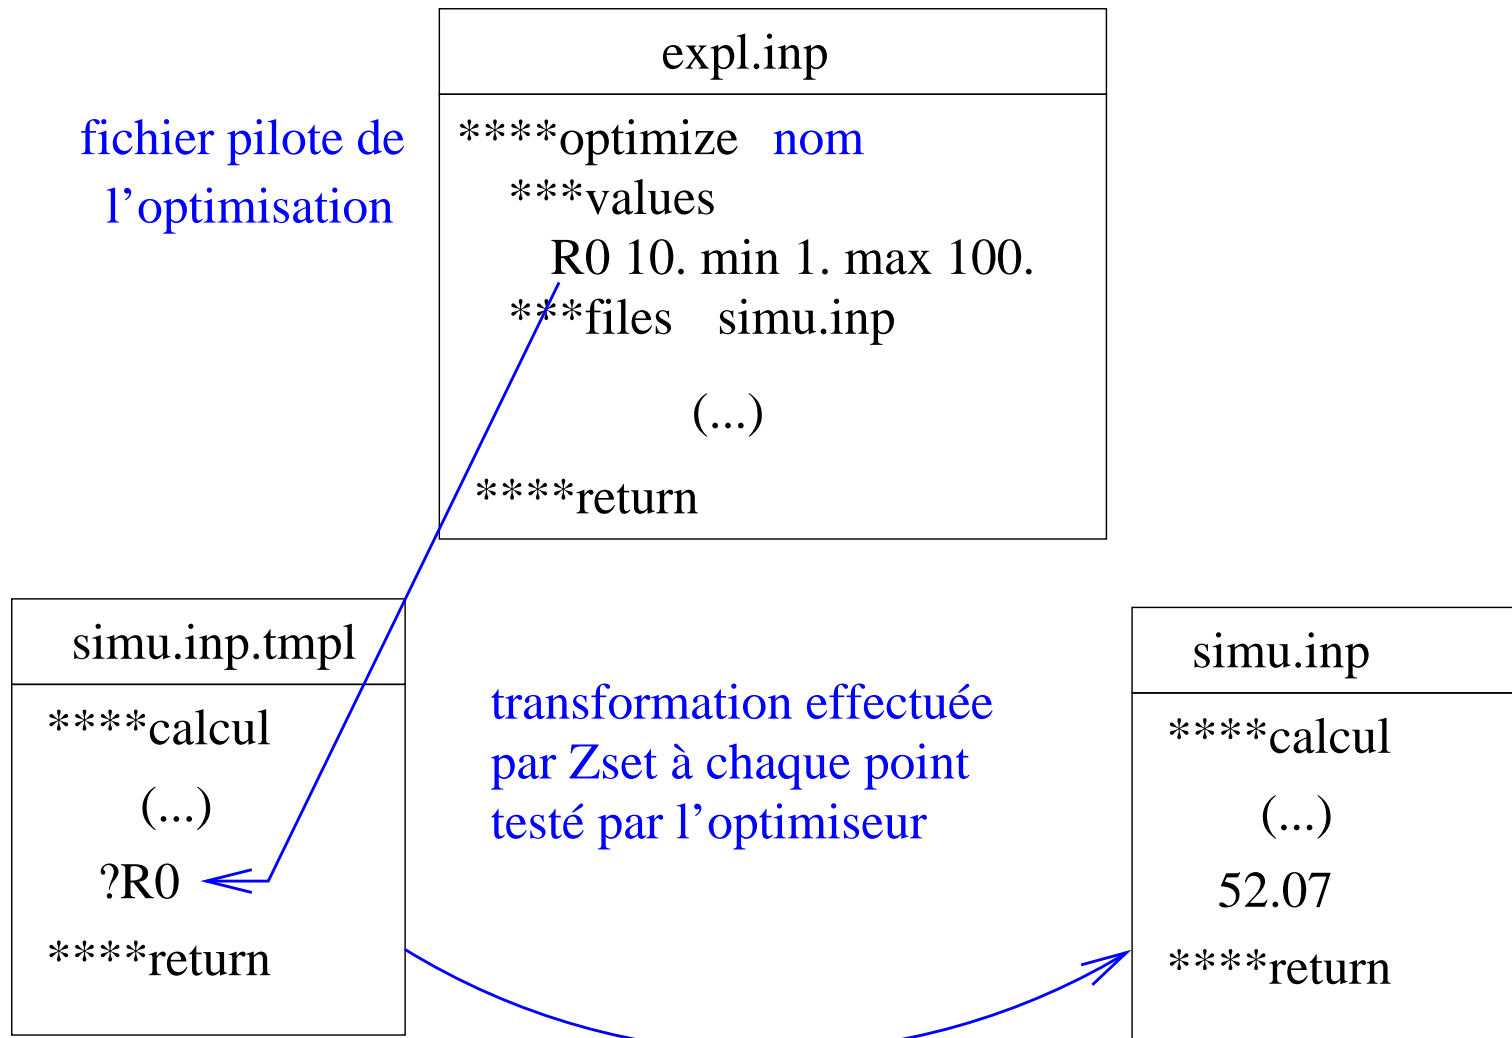 expl.inp
fichier pilote de
l’optimisation
****optimize nom
***values
R0 10. min 1. max 100.
***files simu.inp
(...)
****return
simu.inp.tmpl
****calcul
(...)
?R0
****return
transformation effectuée
par Zset à chaque point
testé par l’optimiseur
simu.inp
****calcul
(...)
52.07
****return